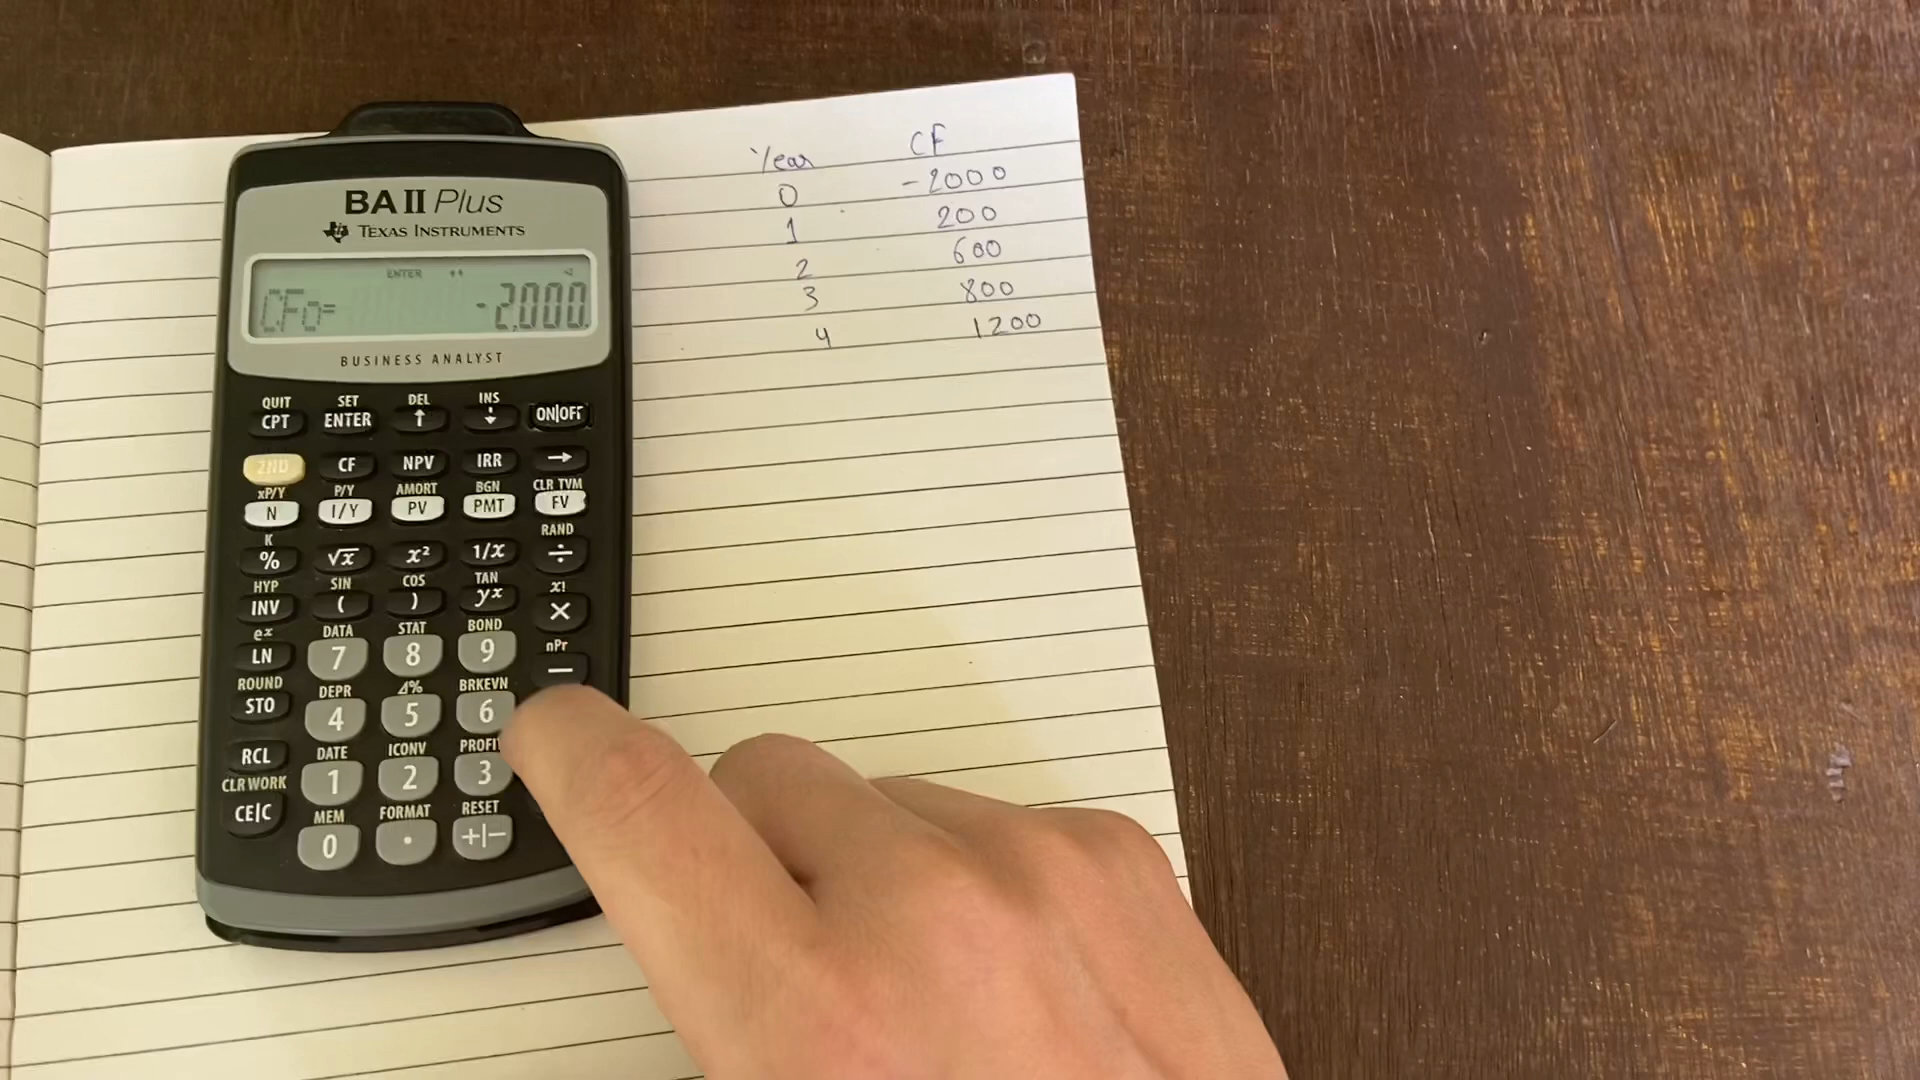 Year CF
0 -2000
1 200
2 600
3 800
4 1200
BA II Plus
TEXAS INSTRUMENTS
ENTER
CFo= -2,000.
BUSINESS ANALYST
QUIT SET DEL INS
CPT ENTER ↑ ↓ ON|OFF
2ND CF NPV IRR →
xP/Y P/Y AMORT BGN CLR TVM
N I/Y PV PMT FV
K RAND
% √x x² 1/x ÷
HYP SIN COS TAN x!
INV ( ) yˣ ×
eˣ DATA STAT BOND nPr
LN 7 8 9 −
ROUND DEPR Δ% BRKEVN
STO 4 5 6
DATE ICONV PROFI
RCL 1 2 3
CLR WORK MEM FORMAT RESET
CE|C 0 . +|−